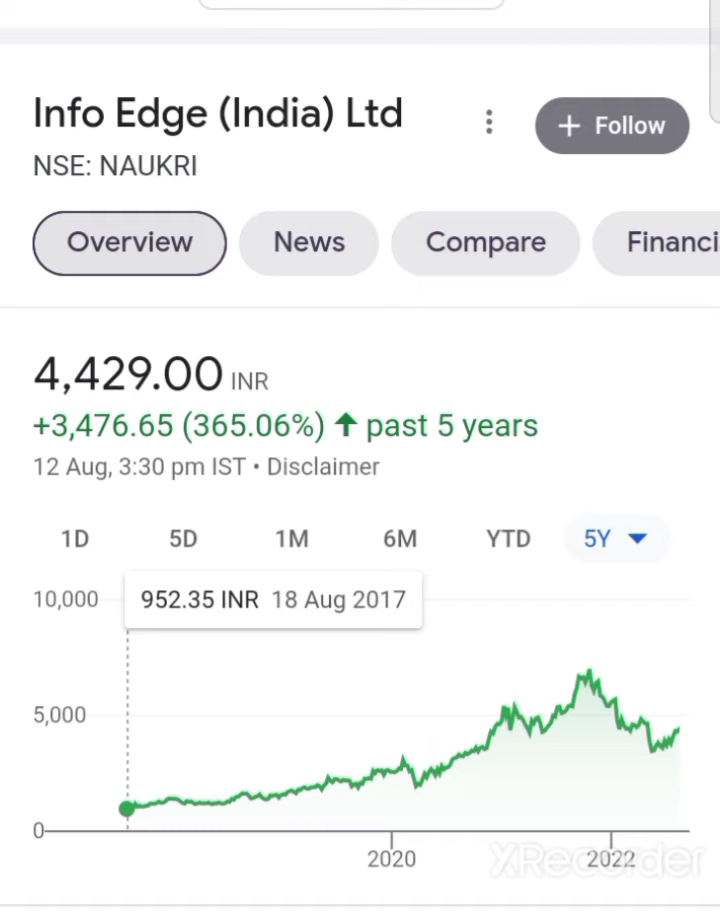 Info Edge (India) Ltd
+ Follow
NSE: NAUKRI
Overview News Compare Financi
4,429.00 INR
+3,476.65 (365.06%) ↑ past 5 years
12 Aug, 3:30 pm IST • Disclaimer
1D 5D 1M 6M YTD 5Y
10,000
952.35 INR 18 Aug 2017
5,000
0
2020 2022
XRecorder